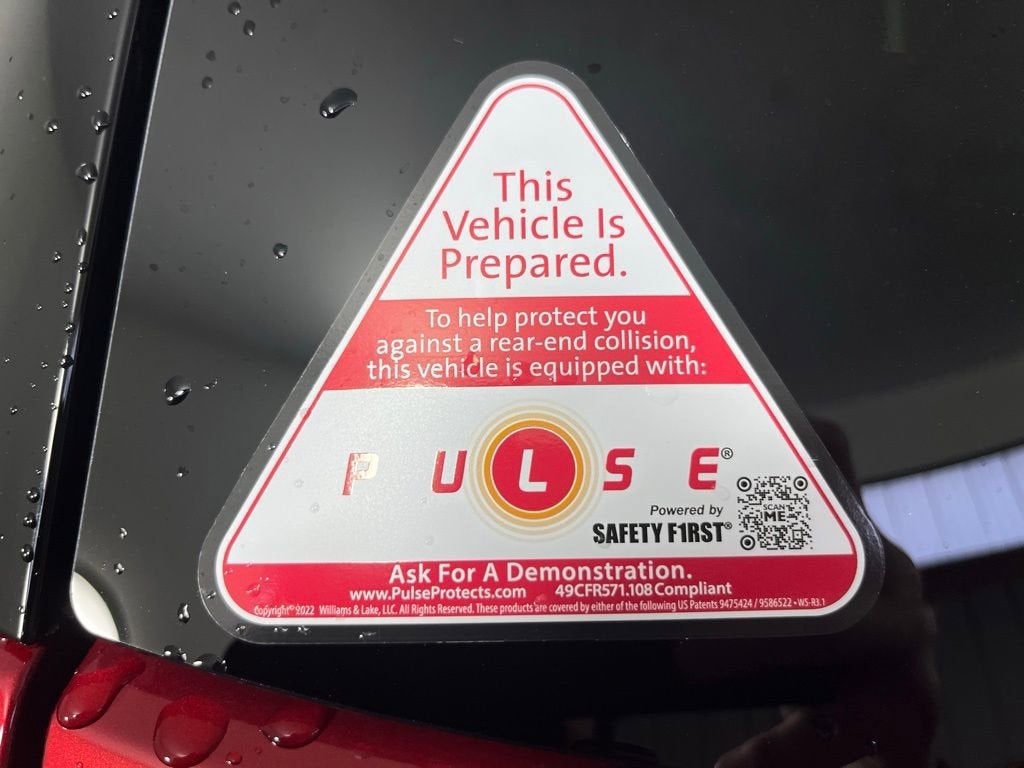 This
Vehicle Is
Prepared.
To help protect you
against a rear-end collision,
this vehicle is equipped with:
PULSE®
Powered by
SAFETY F1RST®
SCAN
ME
Ask For A Demonstration.
www.PulseProtects.com 49CFR571.108 Compliant
Copyright© 2022 Williams & Lake, LLC. All Rights Reserved. These products are covered by either of the following US Patents 9475424 / 9586522 • WS-R3.1